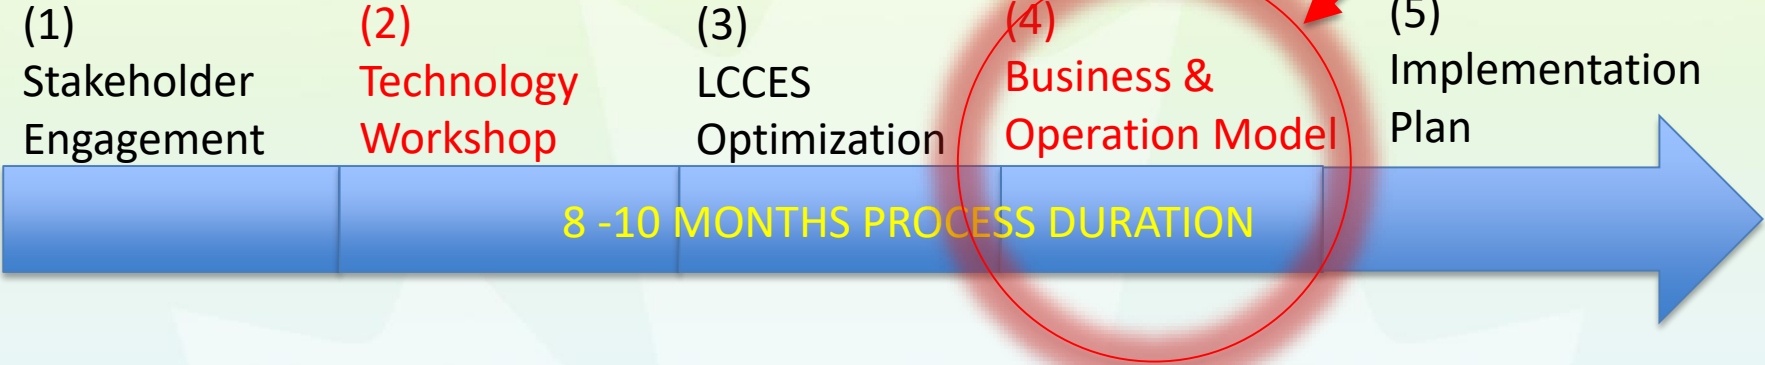 (1)
Stakeholder
Engagement
(2)
Technology
Workshop
(3)
LCCES
Optimization
(4)
Business &
Operation Model
(5)
Implementation
Plan
8 -10 MONTHS PROCESS DURATION